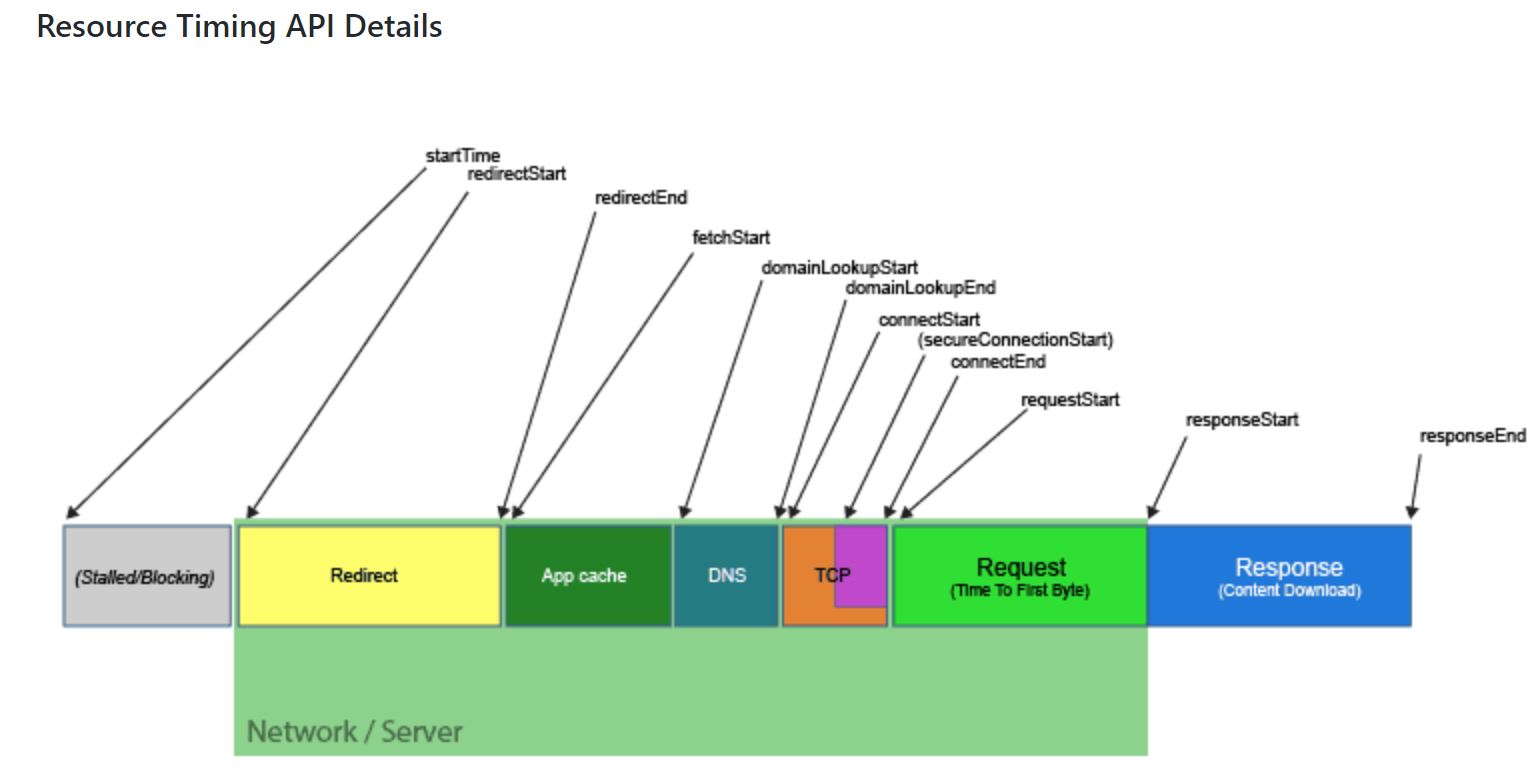 Resource Timing API Details
startTime
redirectStart
redirectEnd
fetchStart
domainLookupStart
domainLookupEnd
connectStart
(secureConnectionStart)
connectEnd
requestStart
responseStart
responseEnd
(Stalled/Blocking)
Redirect
App cache
DNS
TCP
Request
(Time To First Byte)
Response
(Content Download)
Network / Server